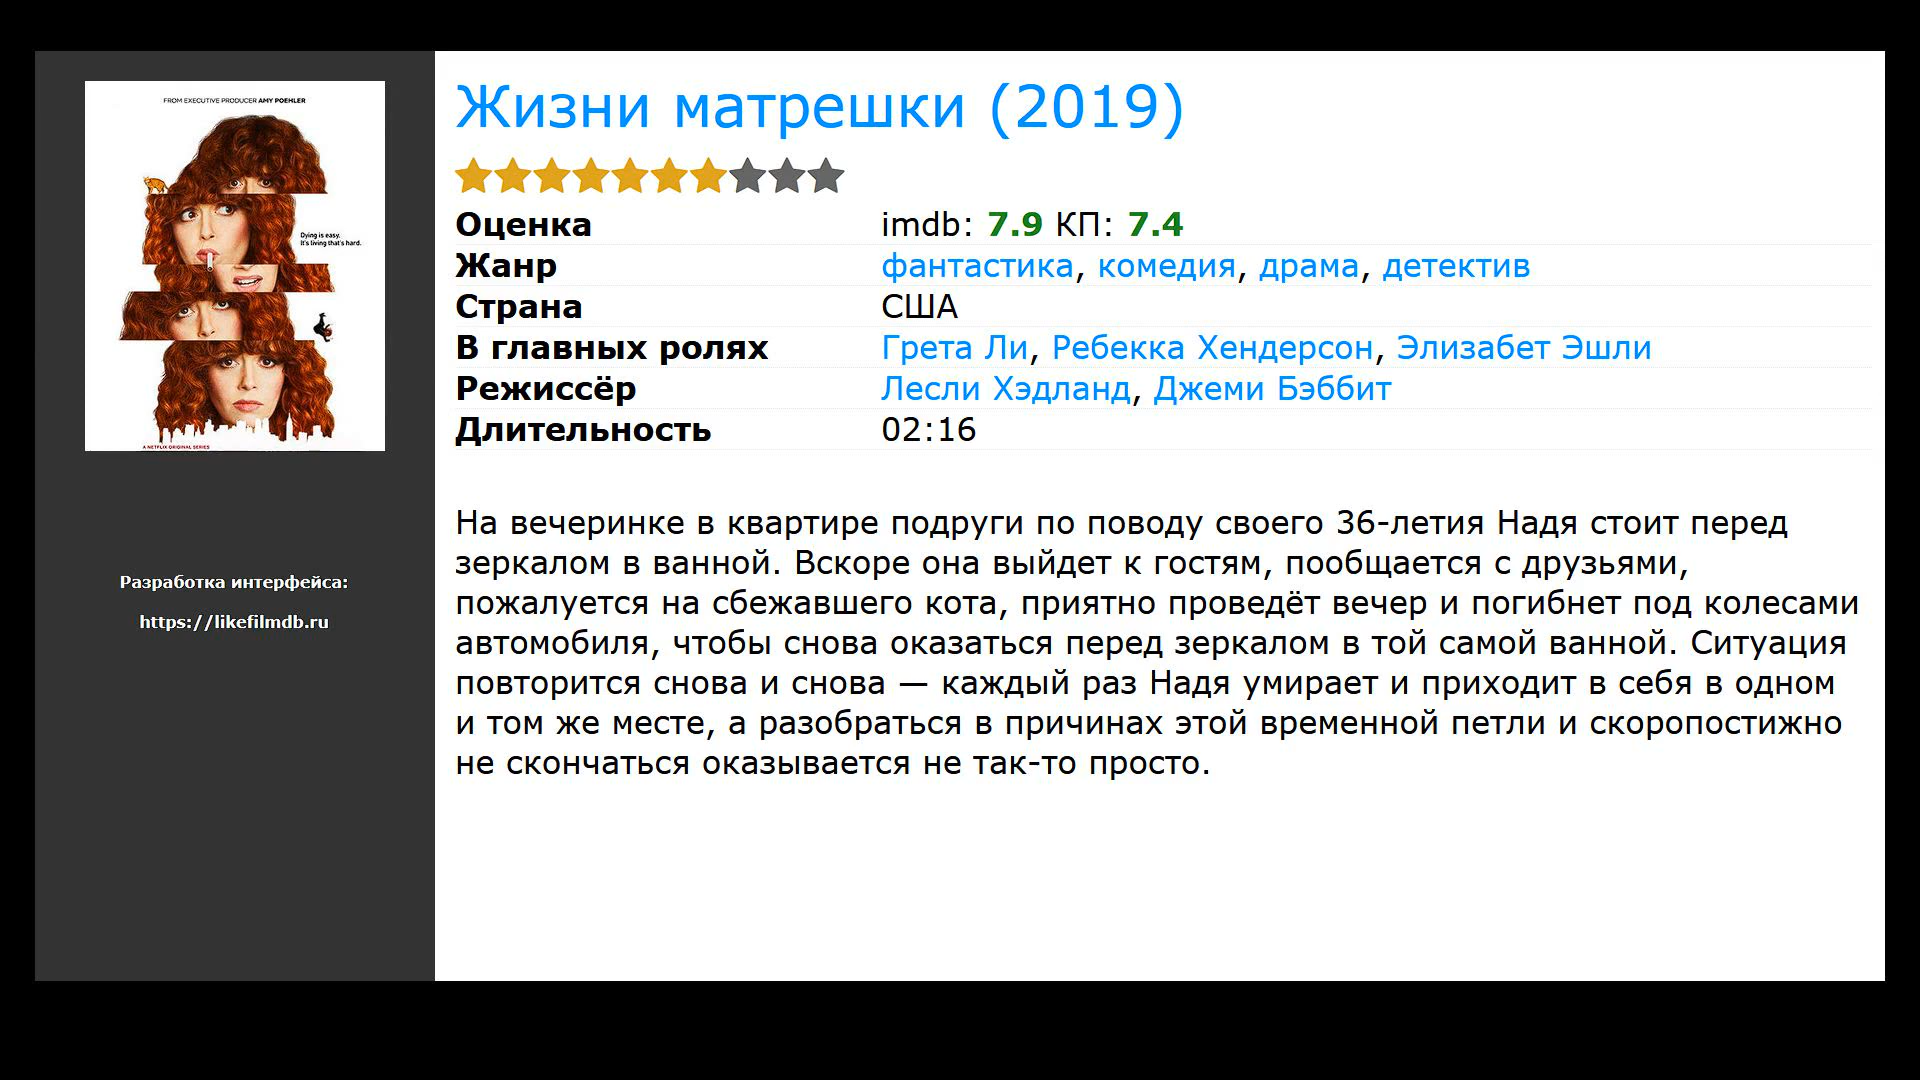 FROM EXECUTIVE PRODUCER AMY POEHLER
Dying is easy.
It's living that's hard.
A NETFLIX ORIGINAL SERIES
Разработка интерфейса:
https://likefilmdb.ru
Жизни матрешки (2019)
Оценка imdb: 7.9 КП: 7.4
Жанр фантастика, комедия, драма, детектив
Страна США
В главных ролях Грета Ли, Ребекка Хендерсон, Элизабет Эшли
Режиссёр Лесли Хэдланд, Джеми Бэббит
Длительность 02:16
На вечеринке в квартире подруги по поводу своего 36-летия Надя стоит перед
зеркалом в ванной. Вскоре она выйдет к гостям, пообщается с друзьями,
пожалуется на сбежавшего кота, приятно проведёт вечер и погибнет под колесами
автомобиля, чтобы снова оказаться перед зеркалом в той самой ванной. Ситуация
повторится снова и снова — каждый раз Надя умирает и приходит в себя в одном
и том же месте, а разобраться в причинах этой временной петли и скоропостижно
не скончаться оказывается не так-то просто.